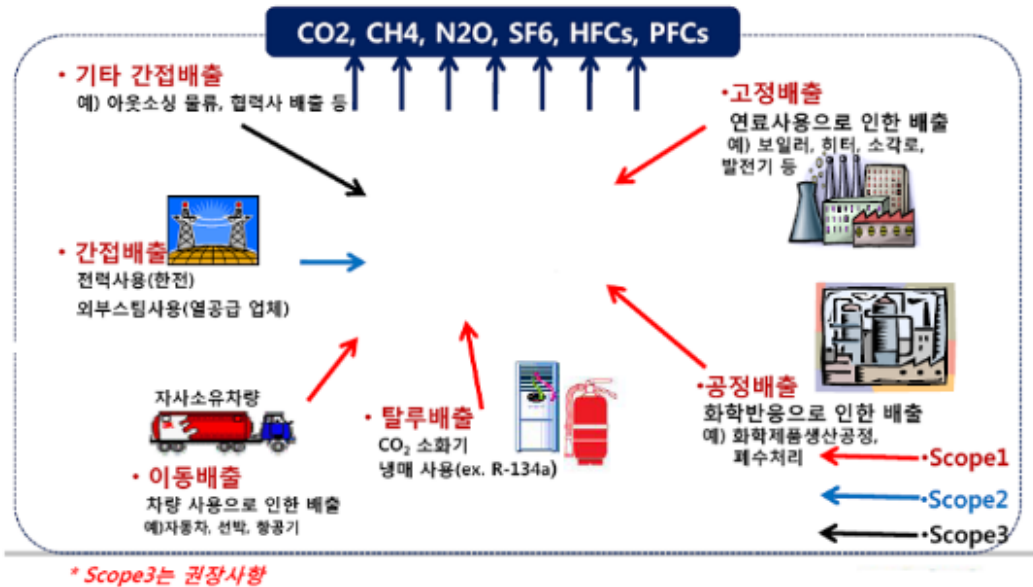 CO2, CH4, N2O, SF6, HFCs, PFCs
• 기타 간접배출
예) 아웃소싱 물류, 협력사 배출 등
•고정배출
연료사용으로 인한 배출
예) 보일러, 히터, 소각로,
발전기 등
• 간접배출
전력사용(한전)
외부스팀사용(열공급 업체)
자사소유차량
• 이동배출
차량 사용으로 인한 배출
예)자동차, 선박, 항공기
• 탈루배출
CO₂ 소화기
냉매 사용(ex. R-134a)
•공정배출
화학반응으로 인한 배출
예) 화학제품생산공정,
폐수처리
•Scope1
•Scope2
•Scope3
* Scope3는 권장사항